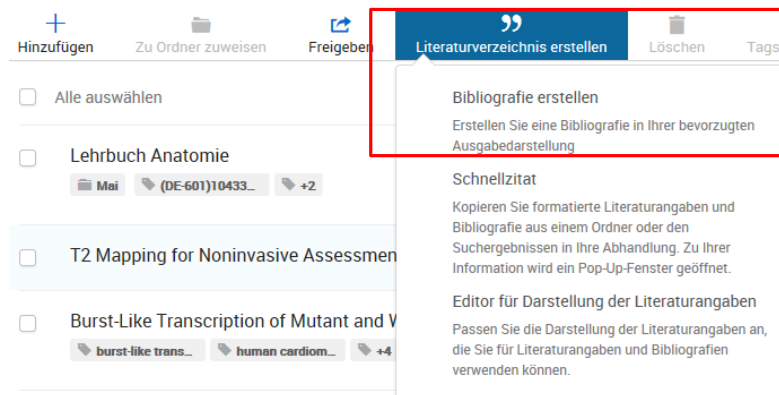 Hinzufügen Zu Ordner zuweisen Freigeben Literaturverzeichnis erstellen Löschen Tags
Alle auswählen
Lehrbuch Anatomie
Mai (DE-601)10433... +2
T2 Mapping for Noninvasive Assessmen
Burst-Like Transcription of Mutant and
burst-like trans... human cardiom... +4
Bibliografie erstellen
Erstellen Sie eine Bibliografie in Ihrer bevorzugten
Ausgabedarstellung
Schnellzitat
Kopieren Sie formatierte Literaturangaben und
Bibliografie aus einem Ordner oder den
Suchergebnissen in Ihre Abhandlung. Zu Ihrer
Information wird ein Pop-Up-Fenster geöffnet.
Editor für Darstellung der Literaturangaben
Passen Sie die Darstellung der Literaturangaben an,
die Sie für Literaturangaben und Bibliografien
verwenden können.